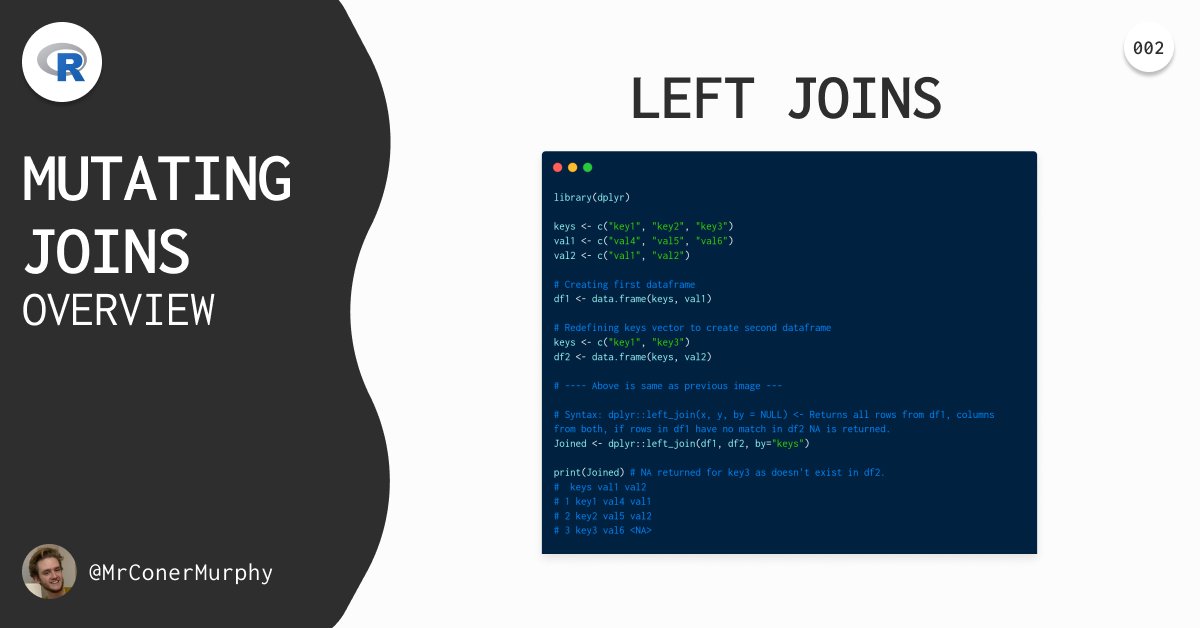 R
MUTATING
JOINS
OVERVIEW
@MrConerMurphy
002
LEFT JOINS
library(dplyr)
keys <- c("key1", "key2", "key3")
val1 <- c("val4", "val5", "val6")
val2 <- c("val1", "val2")
# Creating first dataframe
df1 <- data.frame(keys, val1)
# Redefining keys vector to create second dataframe
keys <- c("key1", "key3")
df2 <- data.frame(keys, val2)
# ---- Above is same as previous image ---
# Syntax: dplyr::left_join(x, y, by = NULL) <- Returns all rows from df1, columns
from both, if rows in df1 have no match in df2 NA is returned.
Joined <- dplyr::left_join(df1, df2, by="keys")
print(Joined) # NA returned for key3 as doesn't exist in df2.
#  keys val1 val2
# 1 key1 val4 val1
# 2 key2 val5 val2
# 3 key3 val6 <NA>